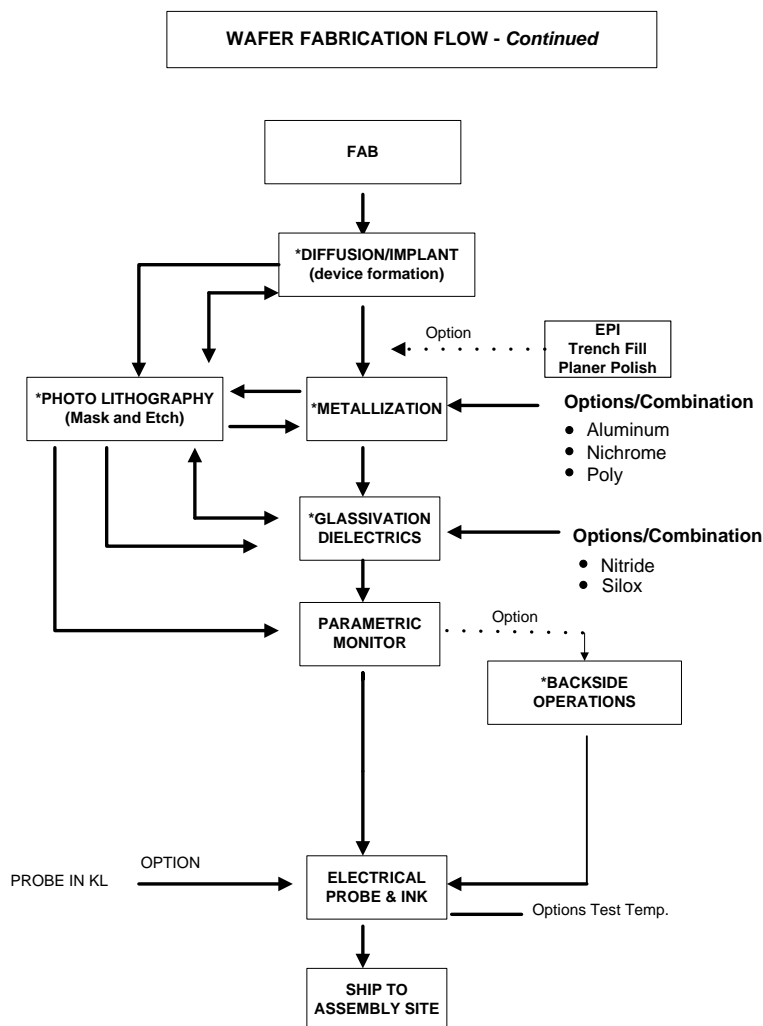 WAFER FABRICATION FLOW - Continued
FAB
*DIFFUSION/IMPLANT
(device formation)
Option
EPI
Trench Fill
Planer Polish
*PHOTO LITHOGRAPHY
(Mask and Etch)
*METALLIZATION
Options/Combination
● Aluminum
● Nichrome
● Poly
*GLASSIVATION
DIELECTRICS
Options/Combination
● Nitride
● Silox
PARAMETRIC
MONITOR
Option
*BACKSIDE
OPERATIONS
PROBE IN KL
OPTION
ELECTRICAL
PROBE & INK
Options Test Temp.
SHIP TO
ASSEMBLY SITE